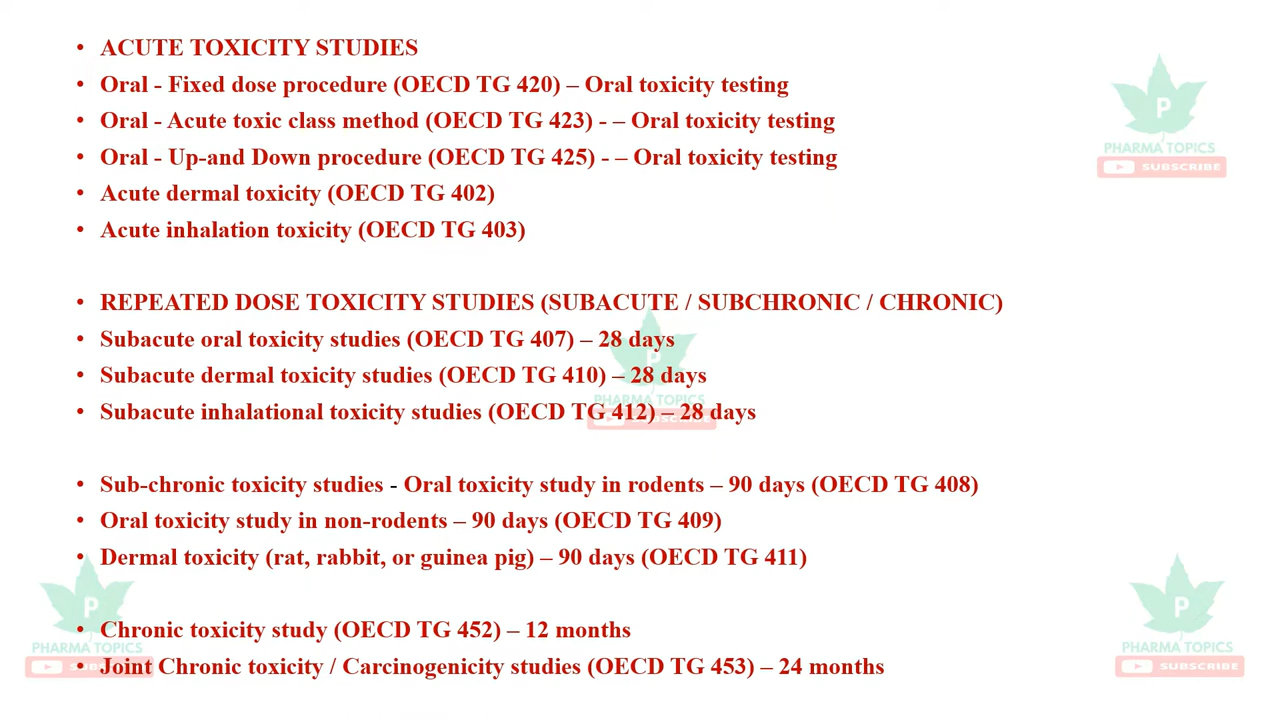 • ACUTE TOXICITY STUDIES
• Oral - Fixed dose procedure (OECD TG 420) – Oral toxicity testing
• Oral - Acute toxic class method (OECD TG 423) - – Oral toxicity testing
• Oral - Up-and Down procedure (OECD TG 425) - – Oral toxicity testing
• Acute dermal toxicity (OECD TG 402)
• Acute inhalation toxicity (OECD TG 403)
P
PHARMA TOPICS
SUBSCRIBE
• REPEATED DOSE TOXICITY STUDIES (SUBACUTE / SUBCHRONIC / CHRONIC)
• Subacute oral toxicity studies (OECD TG 407) – 28 days
• Subacute dermal toxicity studies (OECD TG 410) – 28 days
• Subacute inhalational toxicity studies (OECD TG 412) – 28 days
P
PHARMA TOPICS
SUBSCRIBE
• Sub-chronic toxicity studies - Oral toxicity study in rodents – 90 days (OECD TG 408)
• Oral toxicity study in non-rodents – 90 days (OECD TG 409)
• Dermal toxicity (rat, rabbit, or guinea pig) – 90 days (OECD TG 411)
• Chronic toxicity study (OECD TG 452) – 12 months
• Joint Chronic toxicity / Carcinogenicity studies (OECD TG 453) – 24 months
P
PHARMA TOPICS
SUBSCRIBE
P
PHARMA TOPICS
SUBSCRIBE